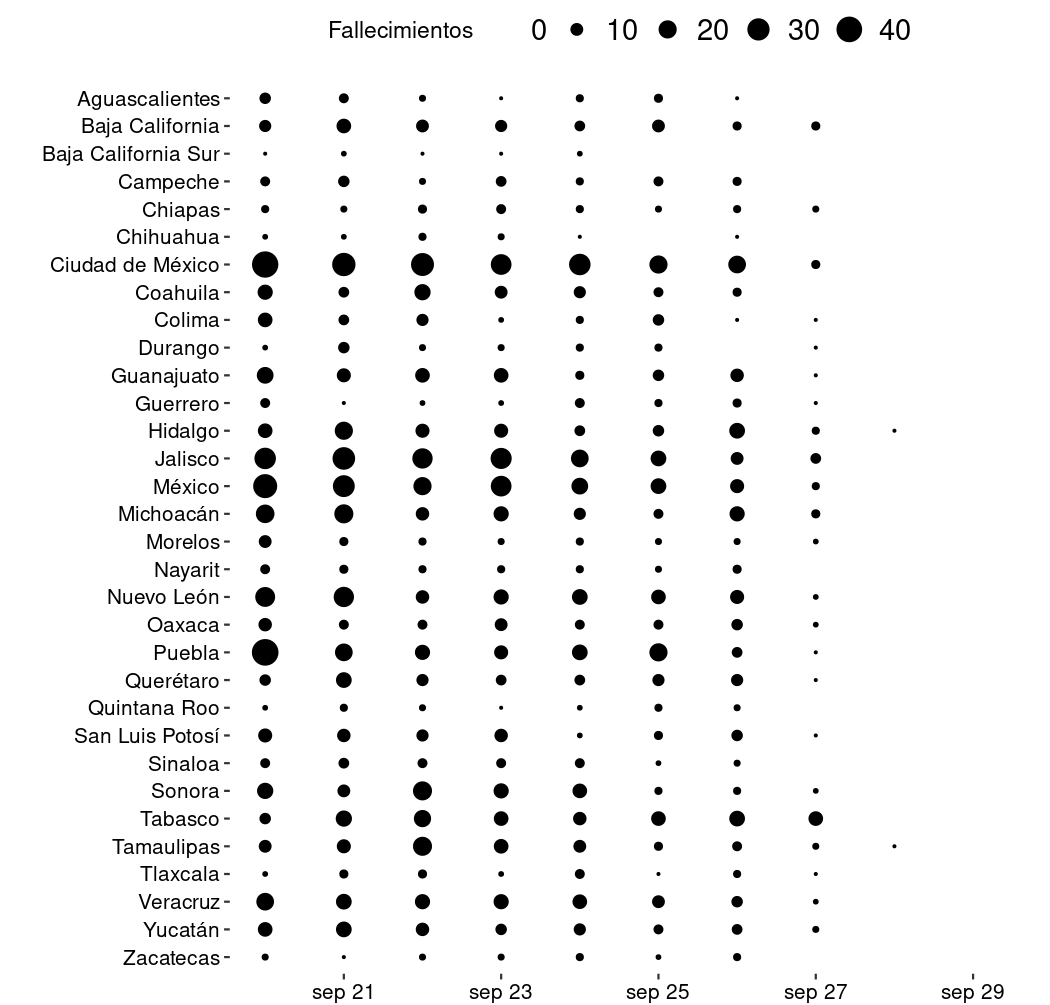 Fallecimientos 0 10 20 30 40
Aguascalientes
Baja California
Baja California Sur
Campeche
Chiapas
Chihuahua
Ciudad de México
Coahuila
Colima
Durango
Guanajuato
Guerrero
Hidalgo
Jalisco
México
Michoacán
Morelos
Nayarit
Nuevo León
Oaxaca
Puebla
Querétaro
Quintana Roo
San Luis Potosí
Sinaloa
Sonora
Tabasco
Tamaulipas
Tlaxcala
Veracruz
Yucatán
Zacatecas
sep 21 sep 23 sep 25 sep 27 sep 29